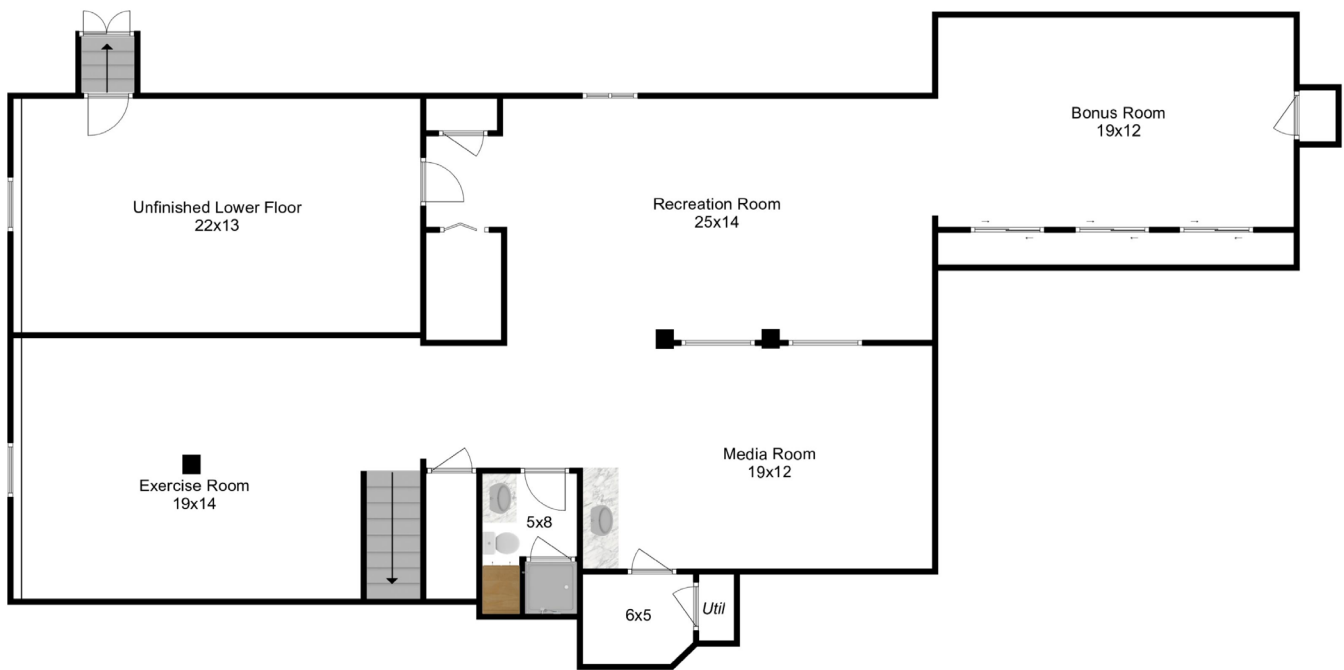 Bonus Room
19x12
Unfinished Lower Floor
22x13
Recreation Room
25x14
Exercise Room
19x14
Media Room
19x12
5x8
6x5
Util